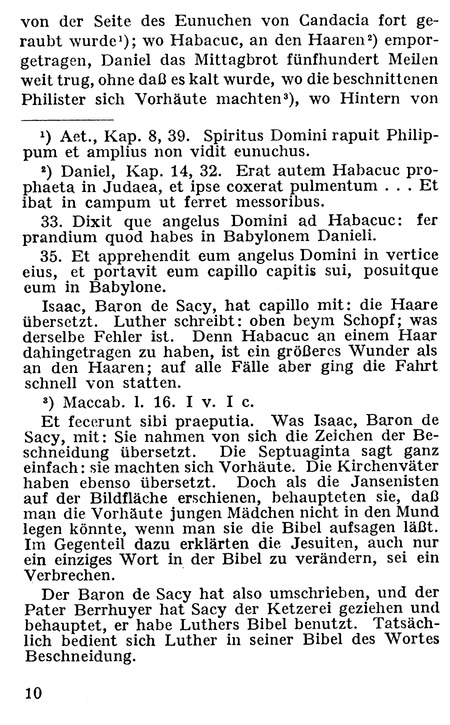 von der Seite des Eunuchen von Candacia fort ge-
raubt wurde¹); wo Habacuc, an den Haaren²) empor-
getragen, Daniel das Mittagbrot fünfhundert Meilen
weit trug, ohne daß es kalt wurde, wo die beschnittenen
Philister sich Vorhäute machten³), wo Hintern von
¹) Act., Kap. 8, 39. Spiritus Domini rapuit Philip-
pum et amplius non vidit eunuchus.
²) Daniel, Kap. 14, 32. Erat autem Habacuc pro-
phaeta in Judaea, et ipse coxerat pulmentum . . . Et
ibat in campum ut ferret messoribus.
33. Dixit que angelus Domini ad Habacuc: fer
prandium quod habes in Babylonem Danieli.
35. Et apprehendit eum angelus Domini in vertice
eius, et portavit eum capillo capitis sui, posuitque
eum in Babylone.
Isaac, Baron de Sacy, hat capillo mit: die Haare
übersetzt. Luther schreibt: oben beym Schopf; was
derselbe Fehler ist. Denn Habacuc an einem Haar
dahingetragen zu haben, ist ein größeres Wunder als
an den Haaren; auf alle Fälle aber ging die Fahrt
schnell von statten.
³) Maccab. l. 16. I v. I c.
Et fecerunt sibi praeputia. Was Isaac, Baron de
Sacy, mit: Sie nahmen von sich die Zeichen der Be-
schneidung übersetzt. Die Septuaginta sagt ganz
einfach: sie machten sich Vorhäute. Die Kirchenväter
haben ebenso übersetzt. Doch als die Jansenisten
auf der Bildfläche erschienen, behaupteten sie, daß
man die Vorhäute jungen Mädchen nicht in den Mund
legen könnte, wenn man sie die Bibel aufsagen läßt.
Im Gegenteil dazu erklärten die Jesuiten, auch nur
ein einziges Wort in der Bibel zu verändern, sei ein
Verbrechen.
Der Baron de Sacy hat also umschrieben, und der
Pater Berrhuyer hat Sacy der Ketzerei geziehen und
behauptet, er habe Luthers Bibel benutzt. Tatsäch-
lich bedient sich Luther in seiner Bibel des Wortes
Beschneidung.
10